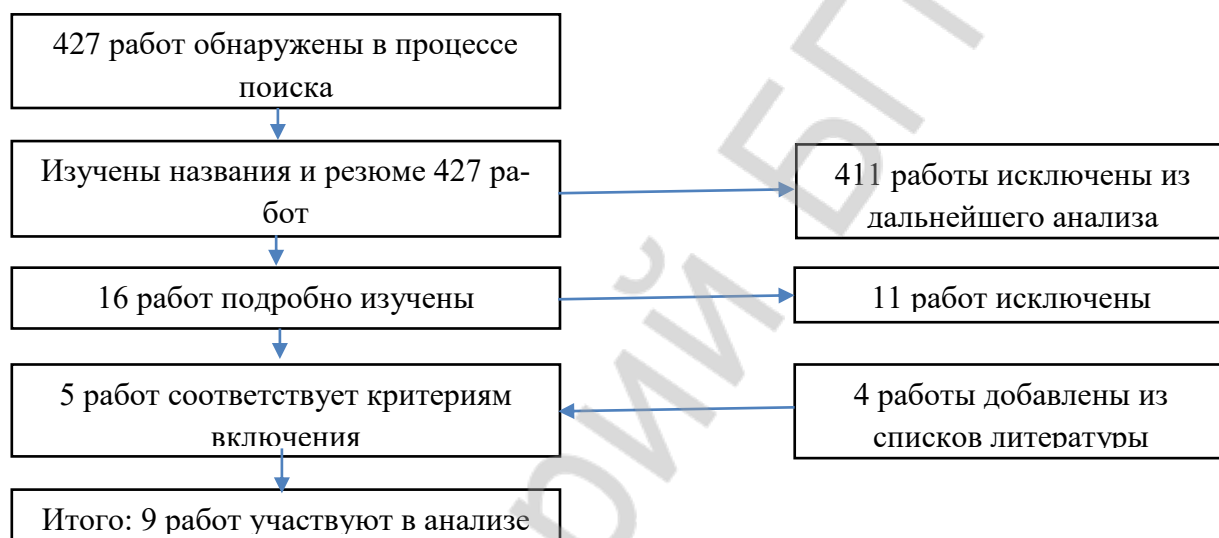 427 работ обнаружены в процессе
поиска
Изучены названия и резюме 427 ра-
бот
411 работы исключены из
дальнейшего анализа
16 работ подробно изучены
11 работ исключены
5 работ соответствует критериям
включения
4 работы добавлены из
списков литературы
Итого: 9 работ участвуют в анализе